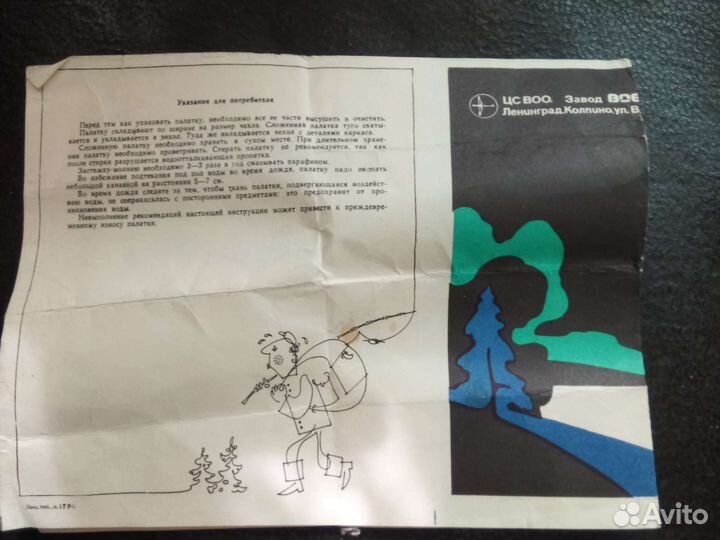 Указания для потребителя
Перед тем как упаковать палатку, необходимо все ее части высушить и очистить.
Палатку складывают по ширине на размер чехла. Сложенная палатка туго скаты-
вается и укладывается в чехол. Туда же вкладывается чехол с деталями каркаса.
Сложенную палатку необходимо хранить в сухом месте. При длительном хране-
нии палатку необходимо проветривать. Стирать палатку не рекомендуется, так как
после стирки разрушается водоотталкивающая пропитка.
Застежку-молнию необходимо 2—3 раза в год смазывать парафином.
Во избежание подтекания под пол воды во время дождя, палатку надо окопать
небольшой канавкой на расстоянии 5—7 см.
Во время дождя следите за тем, чтобы ткань палатки, подвергающаяся воздейст-
вию воды, не соприкасалась с посторонними предметами: это предохранит от про-
никновения воды.
Невыполнение рекомендаций настоящей инструкции может привести к преждевре-
менному износу палатки.
ЦС ВОО. Завод
Ленинград, Колпино, ул. В
Avito